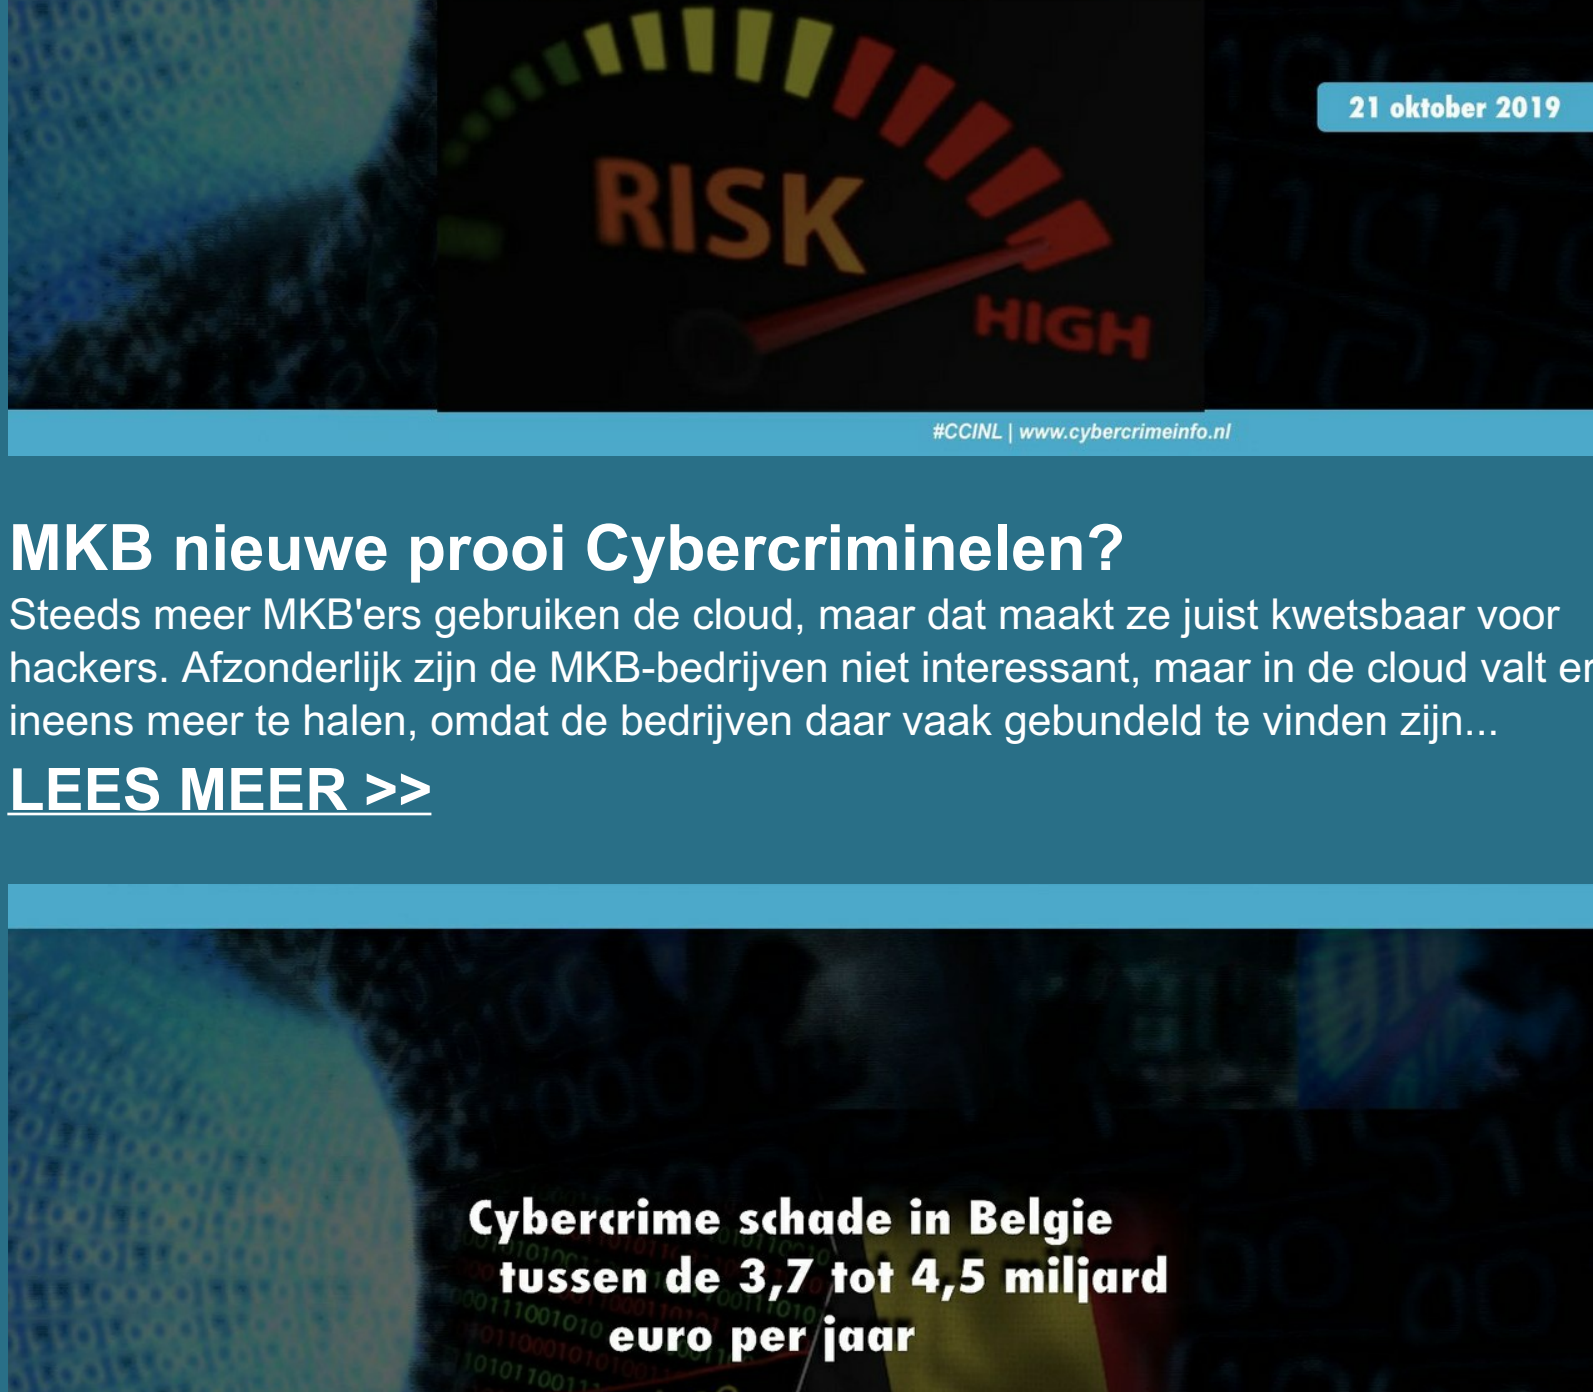 21 oktober 2019
RISK
HIGH
#CCINL | www.cybercrimeinfo.nl
MKB nieuwe prooi Cybercriminelen?
Steeds meer MKB'ers gebruiken de cloud, maar dat maakt ze juist kwetsbaar voor
hackers. Afzonderlijk zijn de MKB-bedrijven niet interessant, maar in de cloud valt er
ineens meer te halen, omdat de bedrijven daar vaak gebundeld te vinden zijn...
LEES MEER >>
Cybercrime schade in Belgie
tussen de 3,7 tot 4,5 miljard
euro per jaar